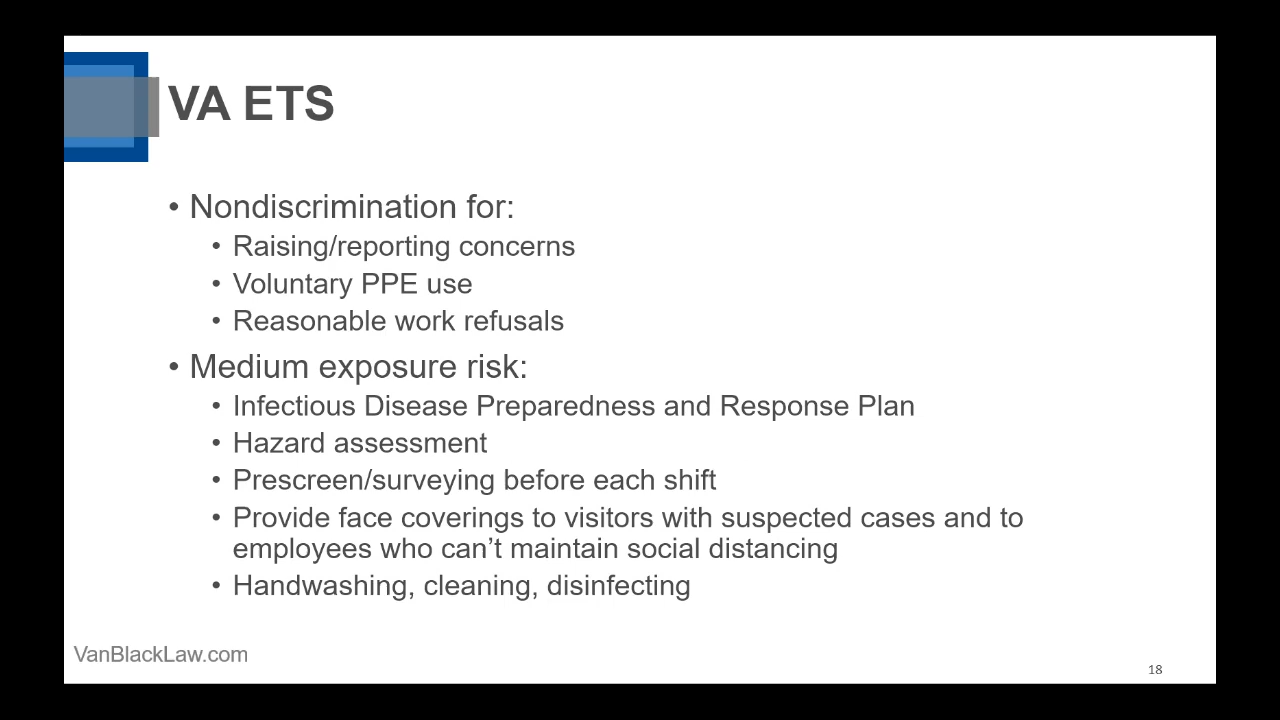 VA ETS
• Nondiscrimination for:
• Raising/reporting concerns
• Voluntary PPE use
• Reasonable work refusals
• Medium exposure risk:
• Infectious Disease Preparedness and Response Plan
• Hazard assessment
• Prescreen/surveying before each shift
• Provide face coverings to visitors with suspected cases and to
employees who can’t maintain social distancing
• Handwashing, cleaning, disinfecting
VanBlackLaw.com
18